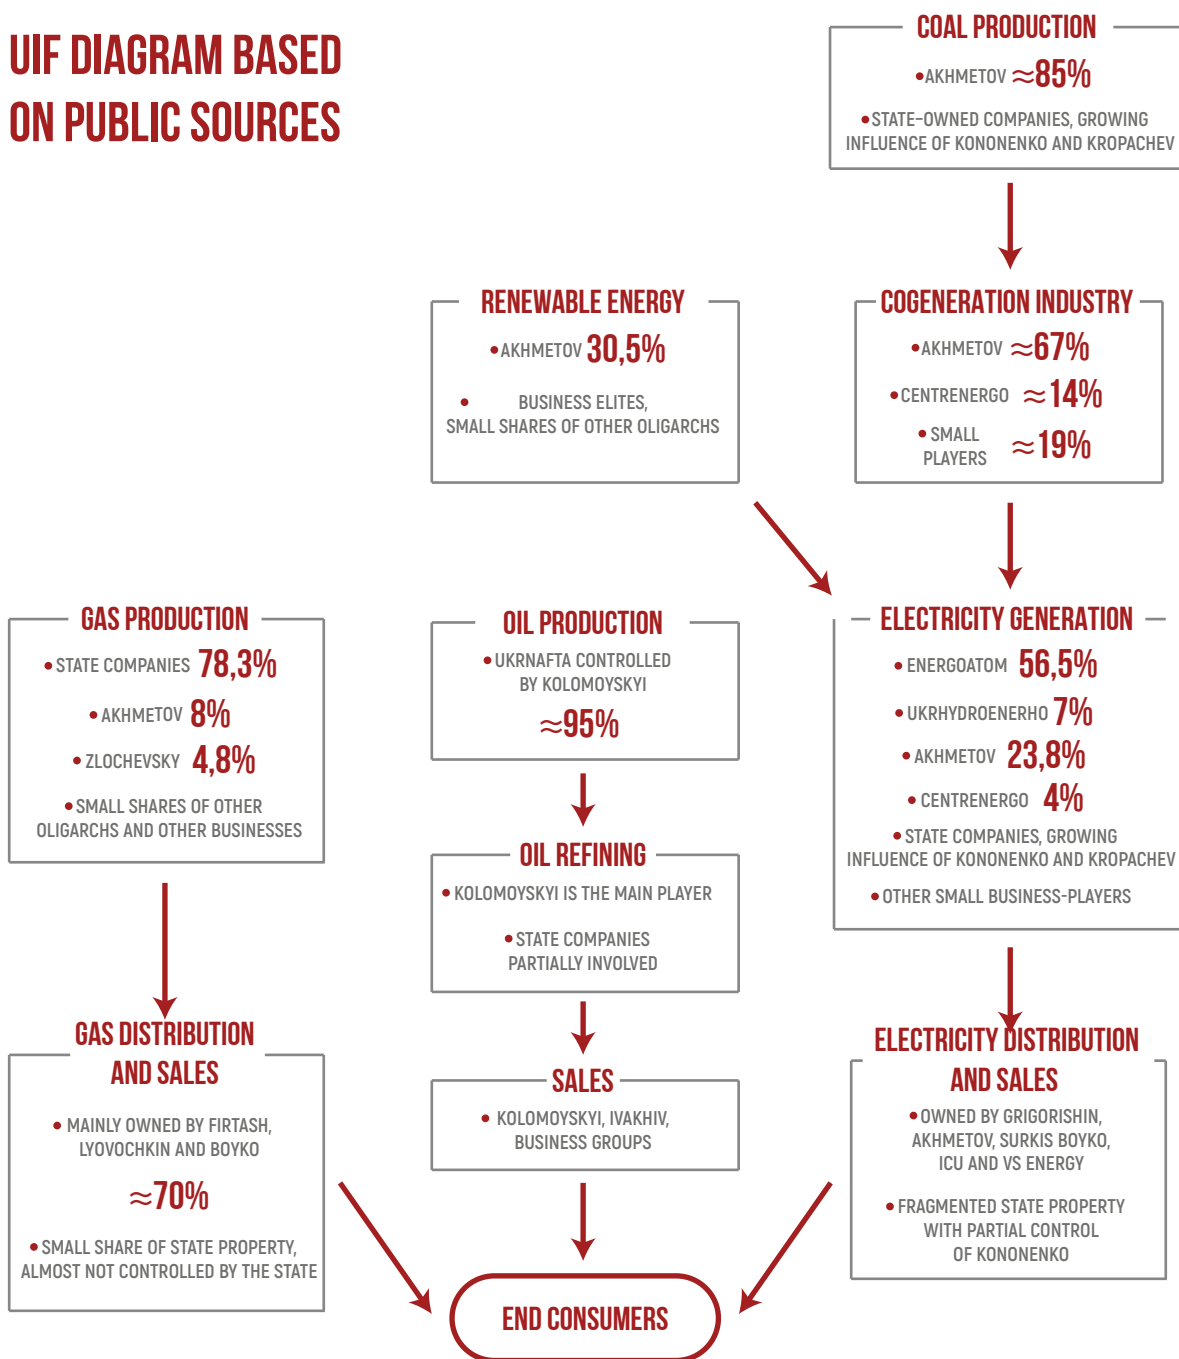 UIF DIAGRAM BASED
ON PUBLIC SOURCES
COAL PRODUCTION
•AKHMETOV ≈85%
•STATE-OWNED COMPANIES, GROWING
INFLUENCE OF KONONENKO AND KROPACHEV
RENEWABLE ENERGY
•AKHMETOV 30,5%
• BUSINESS ELITES,
SMALL SHARES OF OTHER OLIGARCHS
COGENERATION INDUSTRY
•AKHMETOV ≈67%
•CENTRENERGO ≈14%
•SMALL
PLAYERS ≈19%
GAS PRODUCTION
•STATE COMPANIES 78,3%
•AKHMETOV 8%
•ZLOCHEVSKY 4,8%
•SMALL SHARES OF OTHER
OLIGARCHS AND OTHER BUSINESSES
OIL PRODUCTION
•UKRNAFTA CONTROLLED
BY KOLOMOYSKYI
≈95%
ELECTRICITY GENERATION
•ENERGOATOM 56,5%
•UKRHYDROENERHO 7%
•AKHMETOV 23,8%
•CENTRENERGO 4%
•STATE COMPANIES, GROWING
INFLUENCE OF KONONENKO AND KROPACHEV
•OTHER SMALL BUSINESS-PLAYERS
OIL REFINING
•KOLOMOYSKYI IS THE MAIN PLAYER
•STATE COMPANIES
PARTIALLY INVOLVED
GAS DISTRIBUTION
AND SALES
•MAINLY OWNED BY FIRTASH,
LYOVOCHKIN AND BOYKO
≈70%
•SMALL SHARE OF STATE PROPERTY,
ALMOST NOT CONTROLLED BY THE STATE
SALES
•KOLOMOYSKYI, IVAKHIV,
BUSINESS GROUPS
ELECTRICITY DISTRIBUTION
AND SALES
•OWNED BY GRIGORISHIN,
AKHMETOV, SURKIS BOYKO,
ICU AND VS ENERGY
•FRAGMENTED STATE PROPERTY
WITH PARTIAL CONTROL
OF KONONENKO
END CONSUMERS